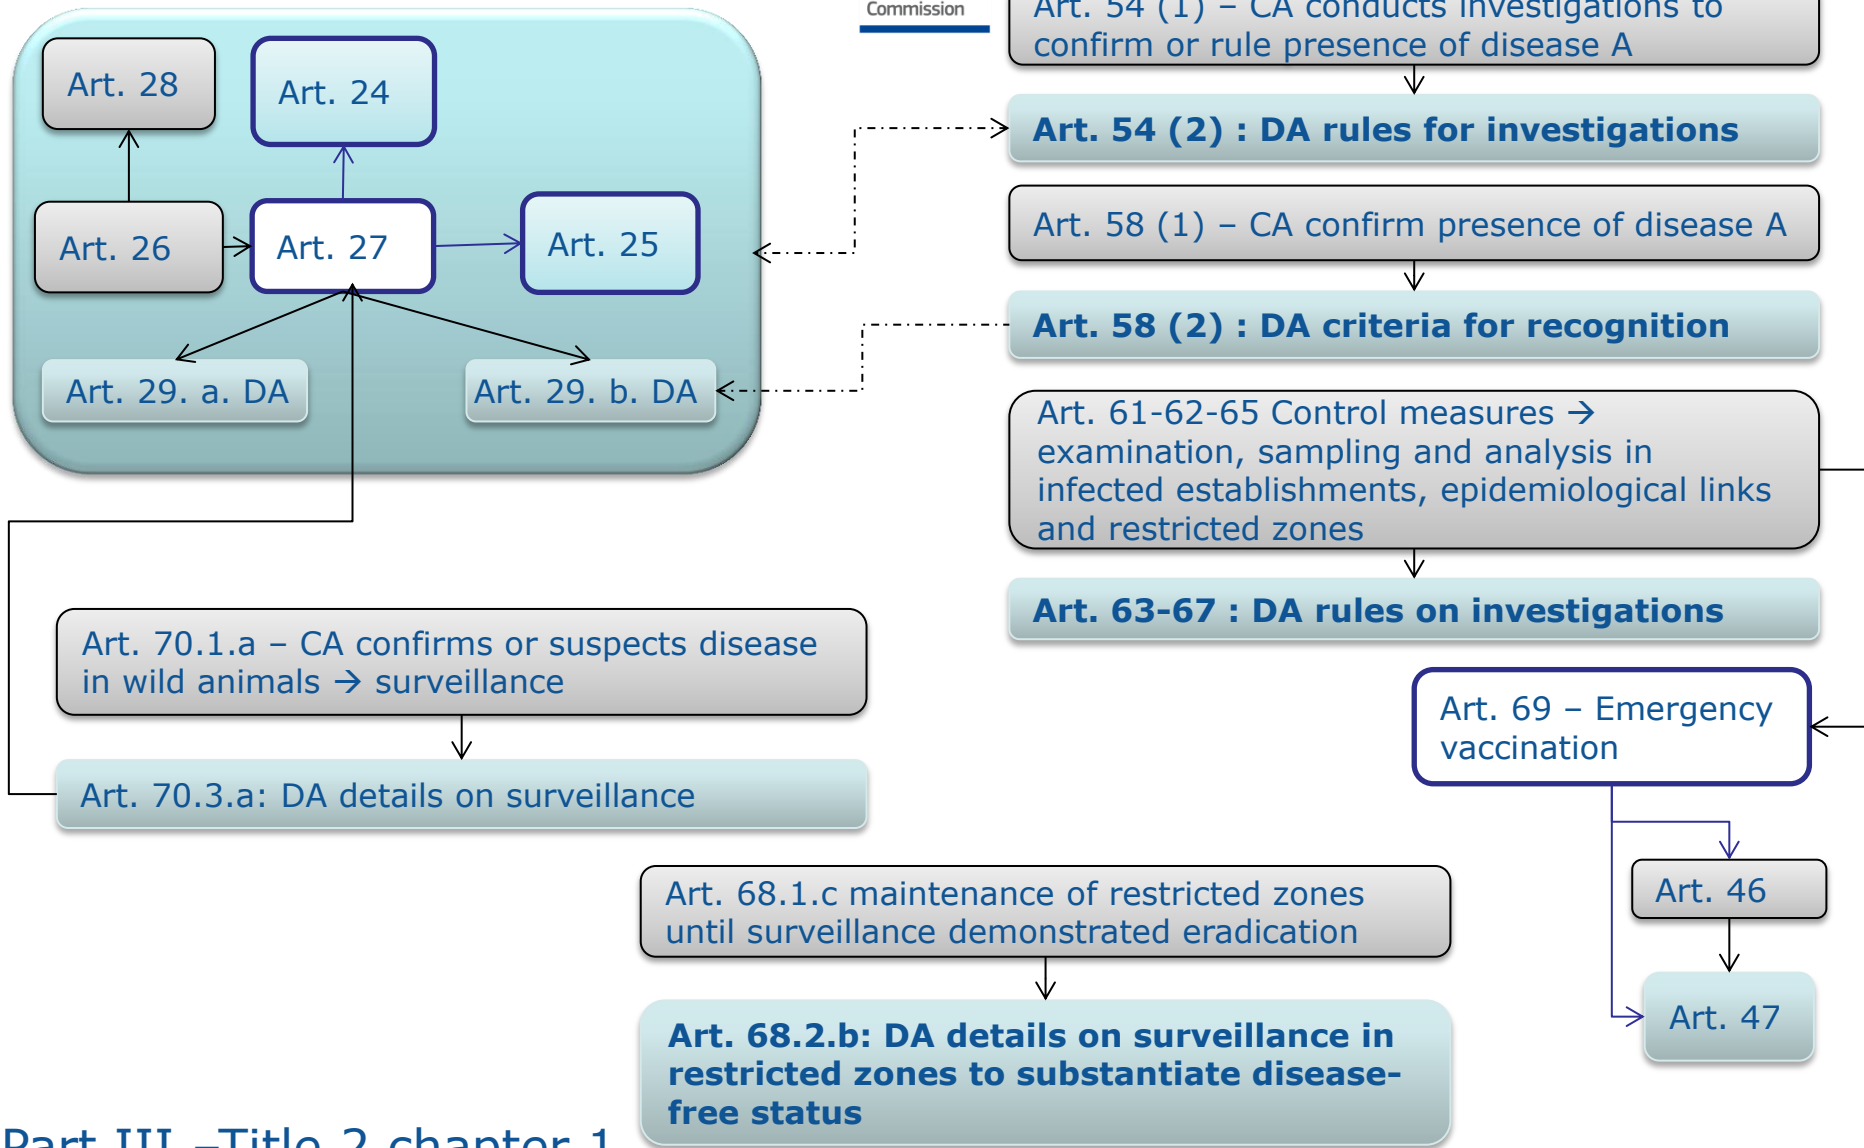 Commission
Art. 54 (1) – CA conducts investigations to
confirm or rule presence of disease A
Art. 28
Art. 24
Art. 54 (2) : DA rules for investigations
Art. 26
Art. 27
Art. 25
Art. 58 (1) – CA confirm presence of disease A
Art. 58 (2) : DA criteria for recognition
Art. 29. a. DA
Art. 29. b. DA
Art. 61-62-65 Control measures →
examination, sampling and analysis in
infected establishments, epidemiological links
and restricted zones
Art. 63-67 : DA rules on investigations
Art. 70.1.a – CA confirms or suspects disease
in wild animals → surveillance
Art. 69 – Emergency
vaccination
Art. 70.3.a: DA details on surveillance
Art. 68.1.c maintenance of restricted zones
until surveillance demonstrated eradication
Art. 46
Art. 47
Art. 68.2.b: DA details on surveillance in
restricted zones to substantiate disease-
free status
Part III –Title 2 chapter 1